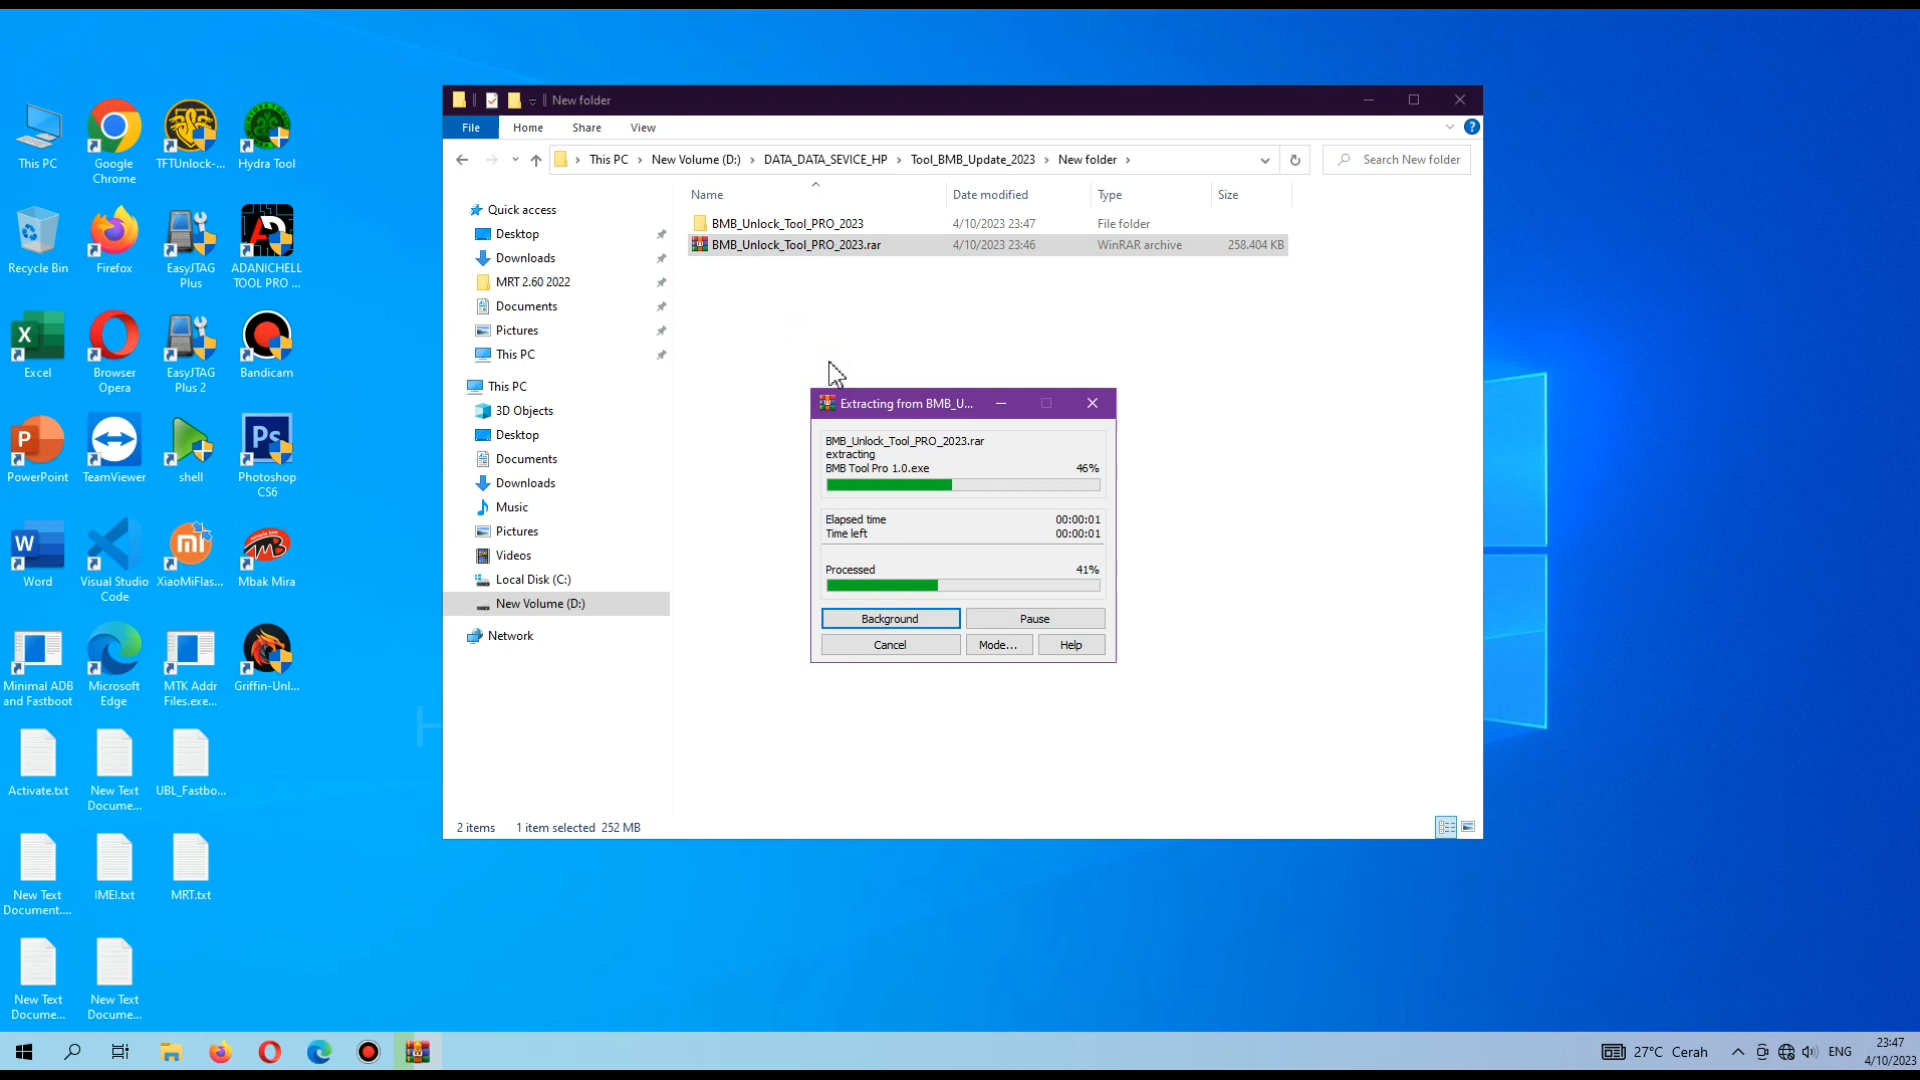 This PC
Google
Chrome
TFTUnlock-...
Hydra Tool
Recycle Bin
Firefox
EasyJTAG
Plus
ADANICHELL
TOOL PRO ...
Excel
Browser
Opera
EasyJTAG
Plus 2
Bandicam
PowerPoint
TeamViewer
shell
Photoshop
CS6
Word
Visual Studio
Code
XiaoMiFlas...
Mbak Mira
Minimal ADB
and Fastboot
Microsoft
Edge
MTK Addr
Files.exe...
Griffin-Unl...
Activate.txt
New Text
Docume...
UBL_Fastbo...
New Text
Document....
IMEI.txt
MRT.txt
New Text
Docume...
New Text
Docume...
New folder
File Home Share View
This PC > New Volume (D:) > DATA_DATA_SEVICE_HP > Tool_BMB_Update_2023 > New folder >
Search New folder
Quick access
Desktop
Downloads
MRT 2.60 2022
Documents
Pictures
This PC
This PC
3D Objects
Desktop
Documents
Downloads
Music
Pictures
Videos
Local Disk (C:)
New Volume (D:)
Network
Name Date modified Type Size
BMB_Unlock_Tool_PRO_2023 4/10/2023 23:47 File folder
BMB_Unlock_Tool_PRO_2023.rar 4/10/2023 23:46 WinRAR archive 258.404 KB
Extracting from BMB_U...
BMB_Unlock_Tool_PRO_2023.rar
extracting
BMB Tool Pro 1.0.exe 46%
Elapsed time 00:00:01
Time left 00:00:01
Processed 41%
Background Pause
Cancel Mode... Help
2 items 1 item selected 252 MB
27°C Cerah ENG
23:47
4/10/2023